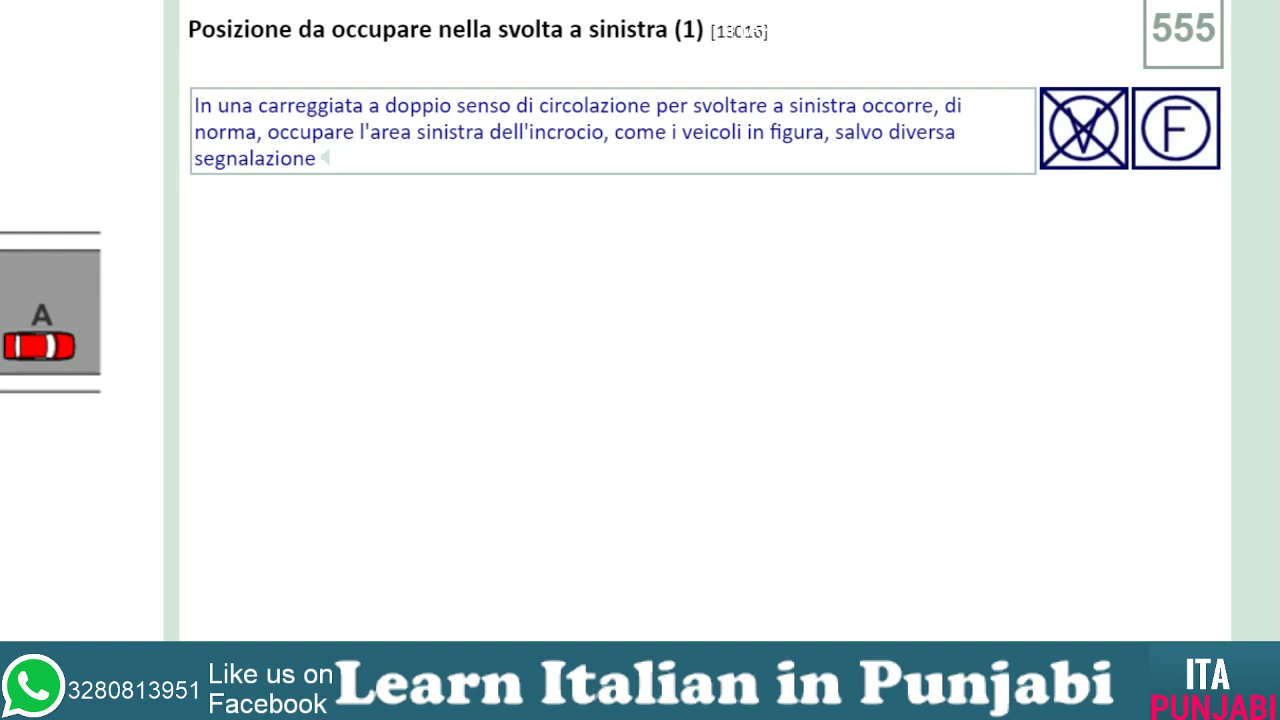 Posizione da occupare nella svolta a sinistra (1)
555
In una carreggiata a doppio senso di circolazione per svoltare a sinistra occorre, di
norma, occupare l'area sinistra dell'incrocio, come i veicoli in figura, salvo diversa
segnalazione
V
F
A
3280813951
Like us on
Facebook
Learn Italian in Punjabi
ITA
PUNJABI